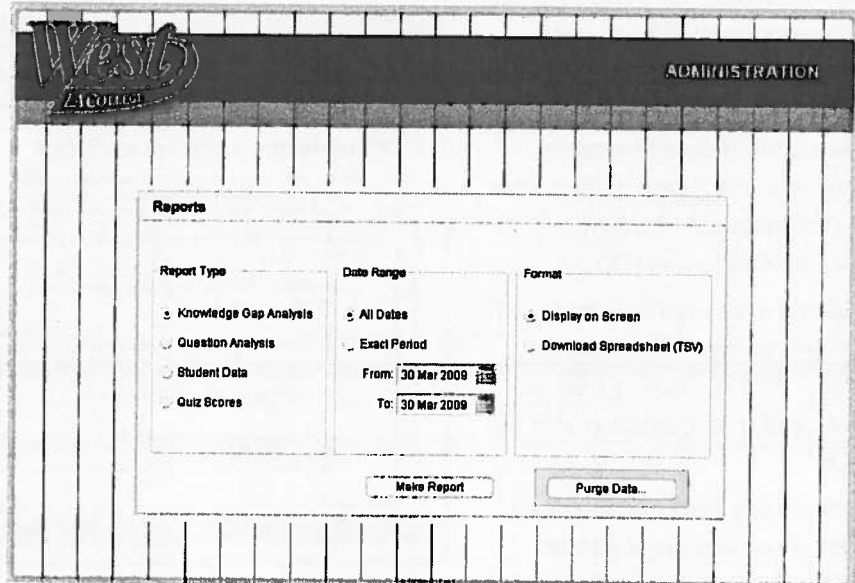 West
LA COLLEGE
ADMINISTRATION
Reports
Report Type
Knowledge Gap Analysis
Question Analysis
Student Data
Quiz Scores
Date Range
All Dates
Exact Period
From: 30 Mar 2009
To: 30 Mar 2009
Format
Display on Screen
Download Spreadsheet (TSV)
Make Report
Purge Data...